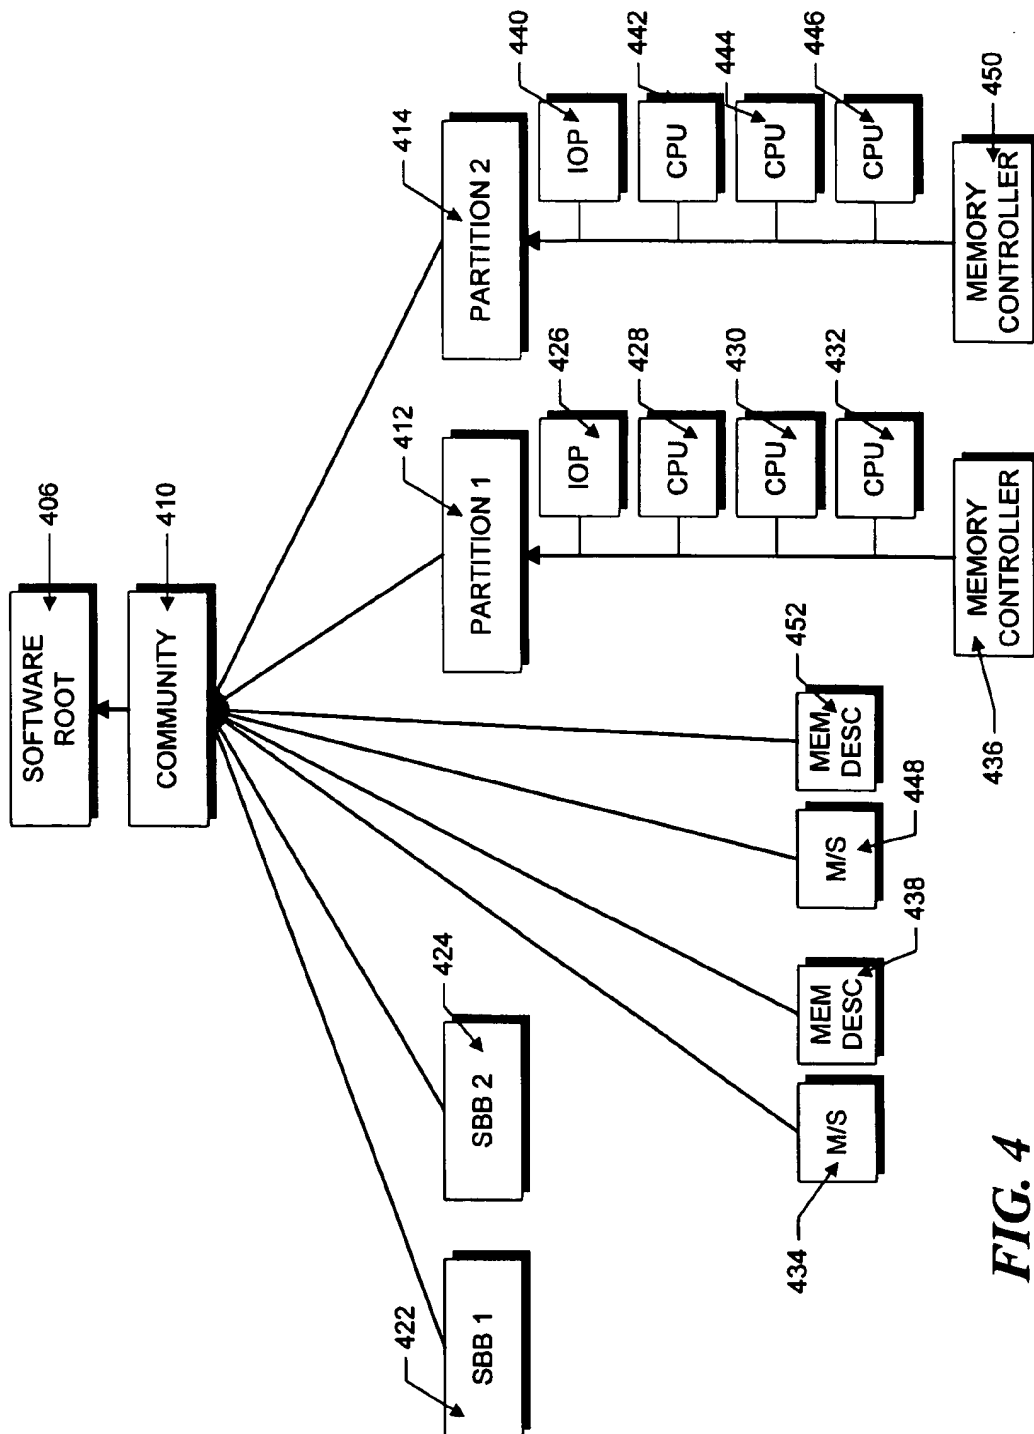 SOFTWARE
ROOT
406
COMMUNITY
410
SBB 1
422
SBB 2
424
PARTITION 1
412
PARTITION 2
414
IOP
426
CPU
428
CPU
430
CPU
432
IOP
440
CPU
442
CPU
444
CPU
446
M/S
434
MEM
DESC
438
M/S
448
MEM
DESC
452
MEMORY
CONTROLLER
436
MEMORY
CONTROLLER
450
FIG. 4